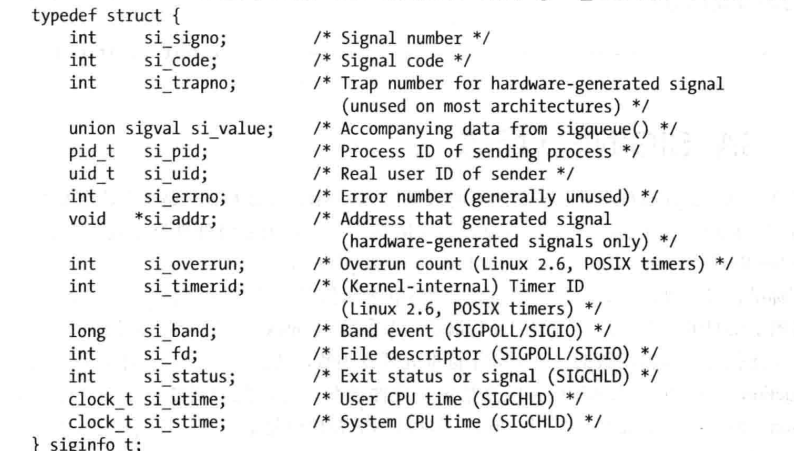 typedef struct {
int si_signo; /* Signal number */
int si_code; /* Signal code */
int si_trapno; /* Trap number for hardware-generated signal
(unused on most architectures) */
union sigval si_value; /* Accompanying data from sigqueue() */
pid_t si_pid; /* Process ID of sending process */
uid_t si_uid; /* Real user ID of sender */
int si_errno; /* Error number (generally unused) */
void *si_addr; /* Address that generated signal
(hardware-generated signals only) */
int si_overrun; /* Overrun count (Linux 2.6, POSIX timers) */
int si_timerid; /* (Kernel-internal) Timer ID
(Linux 2.6, POSIX timers) */
long si_band; /* Band event (SIGPOLL/SIGIO) */
int si_fd; /* File descriptor (SIGPOLL/SIGIO) */
int si_status; /* Exit status or signal (SIGCHLD) */
clock_t si_utime; /* User CPU time (SIGCHLD) */
clock_t si_stime; /* System CPU time (SIGCHLD) */
} siginfo_t;